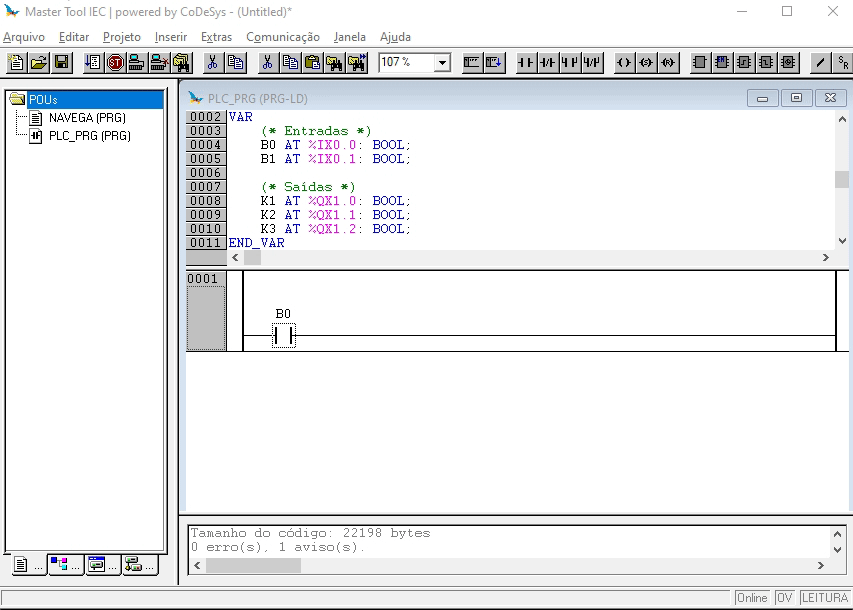 Master Tool IEC | powered by CoDeSys - (Untitled)*
Arquivo Editar Projeto Inserir Extras Comunicação Janela Ajuda
107 %
POUs
NAVEGA (PRG)
PLC_PRG (PRG)
PLC_PRG (PRG-LD)
0002 VAR
0003 (* Entradas *)
0004 B0 AT %IX0.0: BOOL;
0005 B1 AT %IX0.1: BOOL;
0006
0007 (* Saídas *)
0008 K1 AT %QX1.0: BOOL;
0009 K2 AT %QX1.1: BOOL;
0010 K3 AT %QX1.2: BOOL;
0011 END_VAR
0001
B0
Tamanho do código: 22198 bytes
0 erro(s), 1 aviso(s).
... ... ... ...
Online OV LEITURA